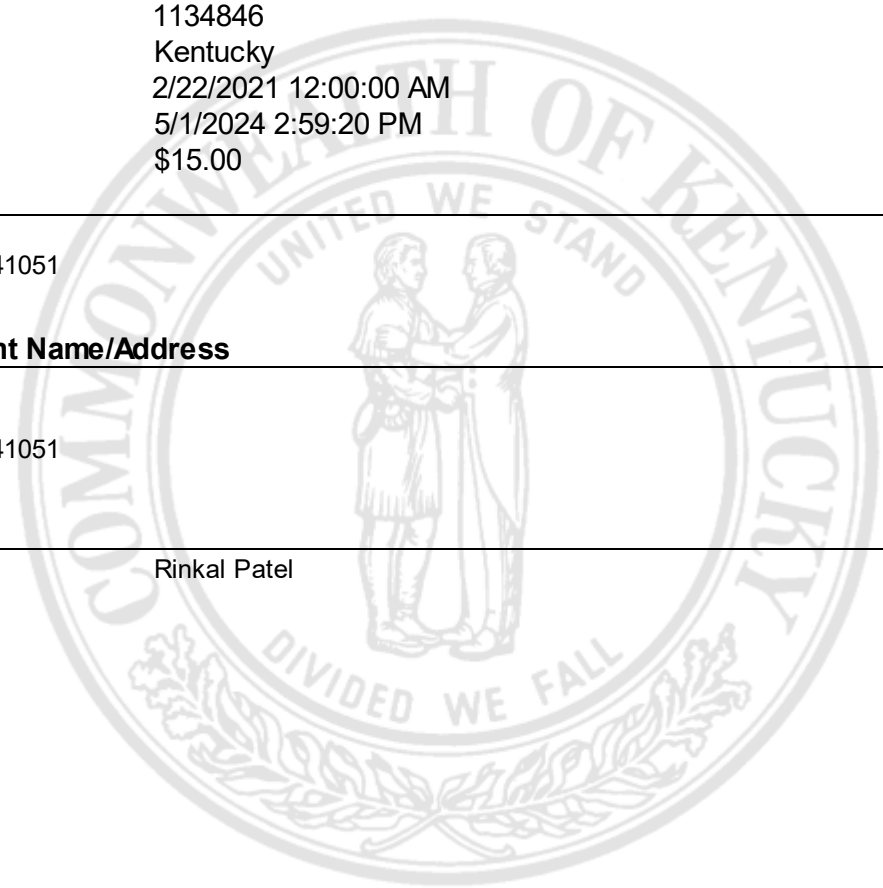 1134846
Kentucky
2/22/2021 12:00:00 AM
5/1/2024 2:59:20 PM
$15.00
41051
nt Name/Address
41051
Rinkal Patel
COMMONWEALTH OF KENTUCKY
UNITED WE STAND
DIVIDED WE FALL